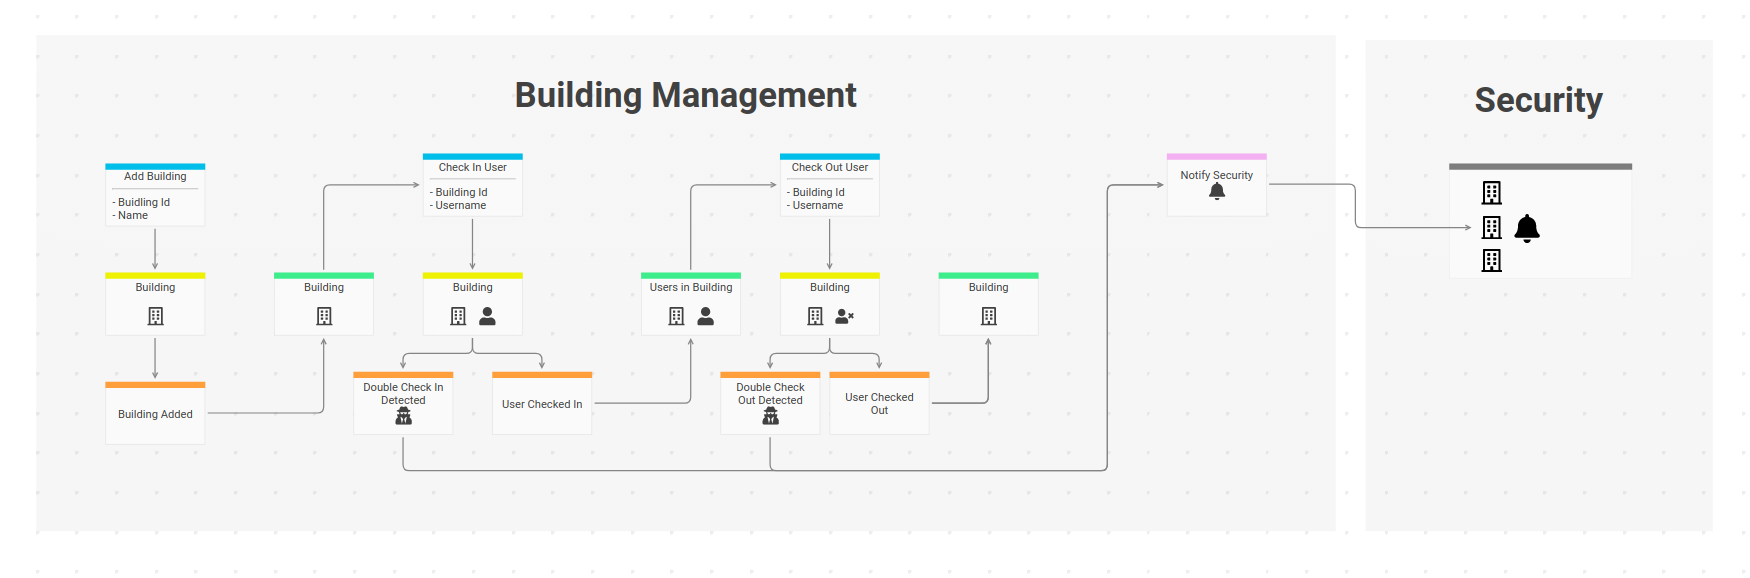 Building Management
Security
Add Building
- Buidling Id
- Name
Check In User
- Building Id
- Username
Check Out User
- Building Id
- Username
Notify Security
Building
Building
Building
Users in Building
Building
Building
Building Added
Double Check In
Detected
User Checked In
Double Check
Out Detected
User Checked
Out